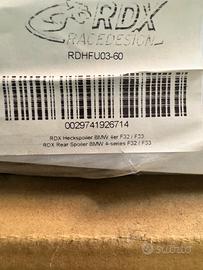 RDX
RACEDESIGN
RDHFU03-60
0029741926714
RDX Heckspoiler BMW 4er F32 / F33
RDX Rear Spoiler BMW 4-series F32 / F33
subito